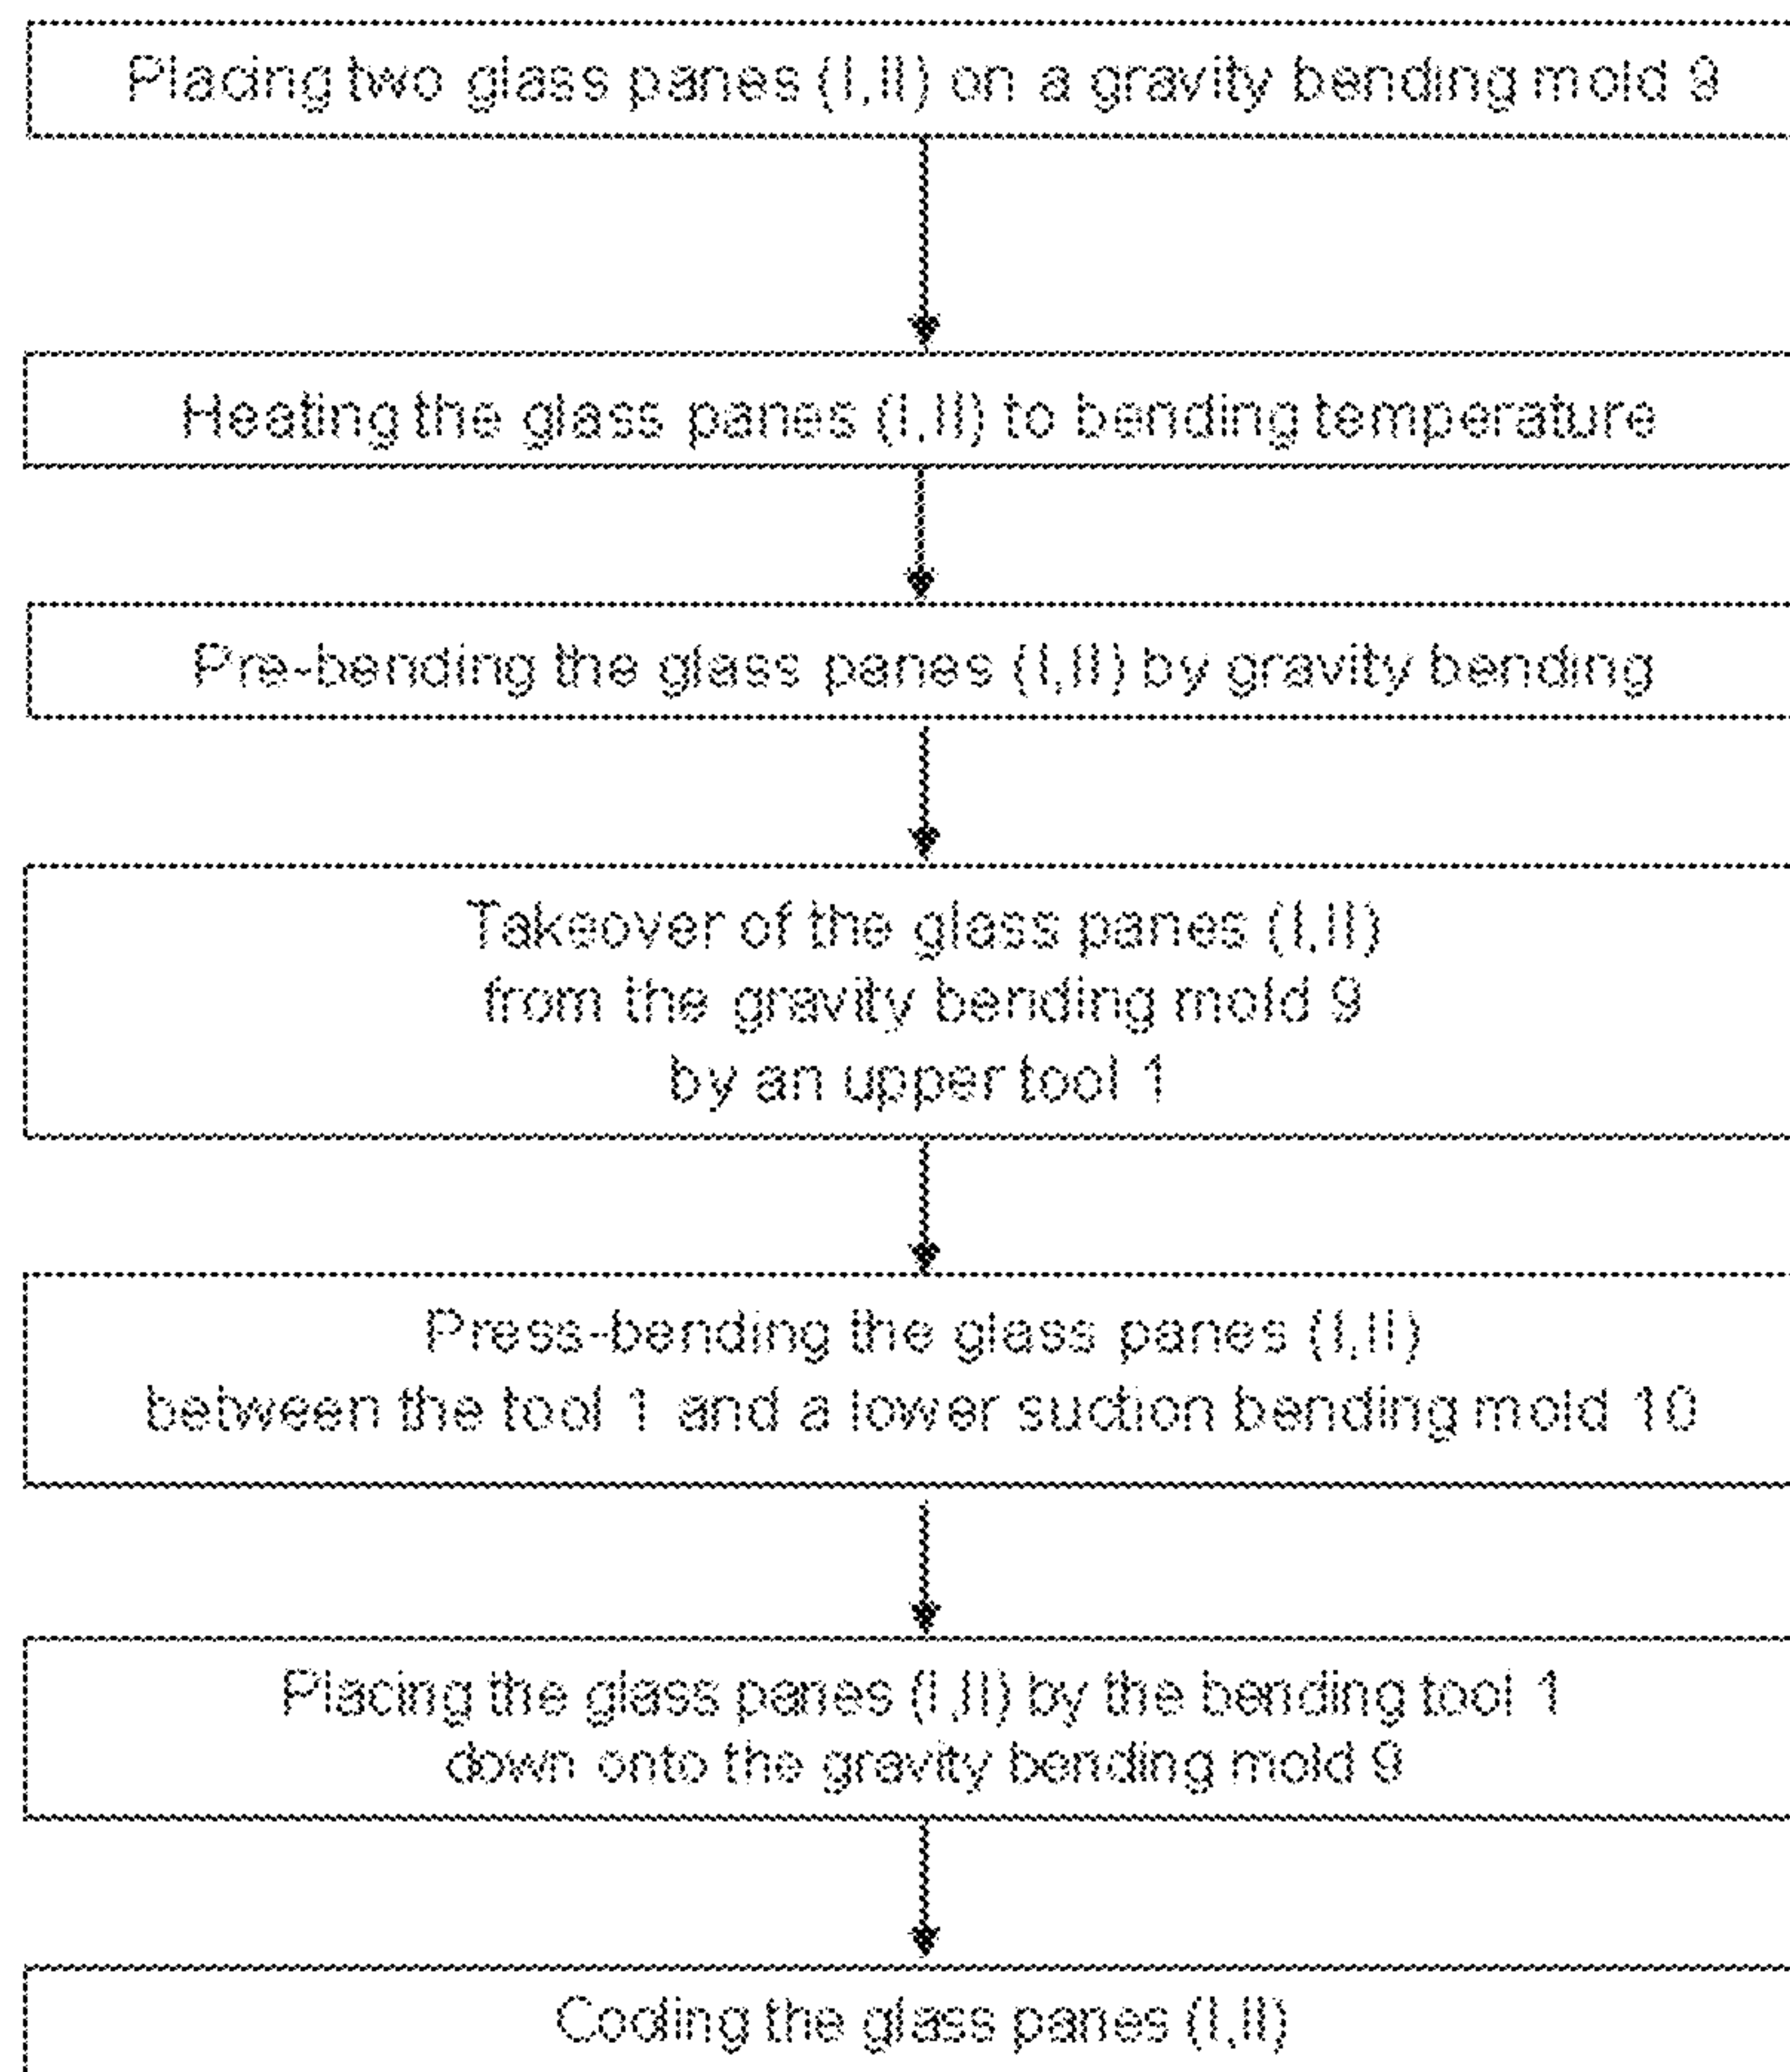 Placing two glass panes (I,II) on a gravity bending mold 9
Heating the glass panes (I,II) to bending temperature
Pre-bending the glass panes (I,II) by gravity bending
Takeover of the glass panes (I,II)
from the gravity bending mold 9
by an upper tool 1
Press-bending the glass panes (I,II)
between the tool 1 and a lower suction bending mold 10
Placing the glass panes (I,II) by the bending tool 1
down onto the gravity bending mold 9
Cooling the glass panes (I,II)